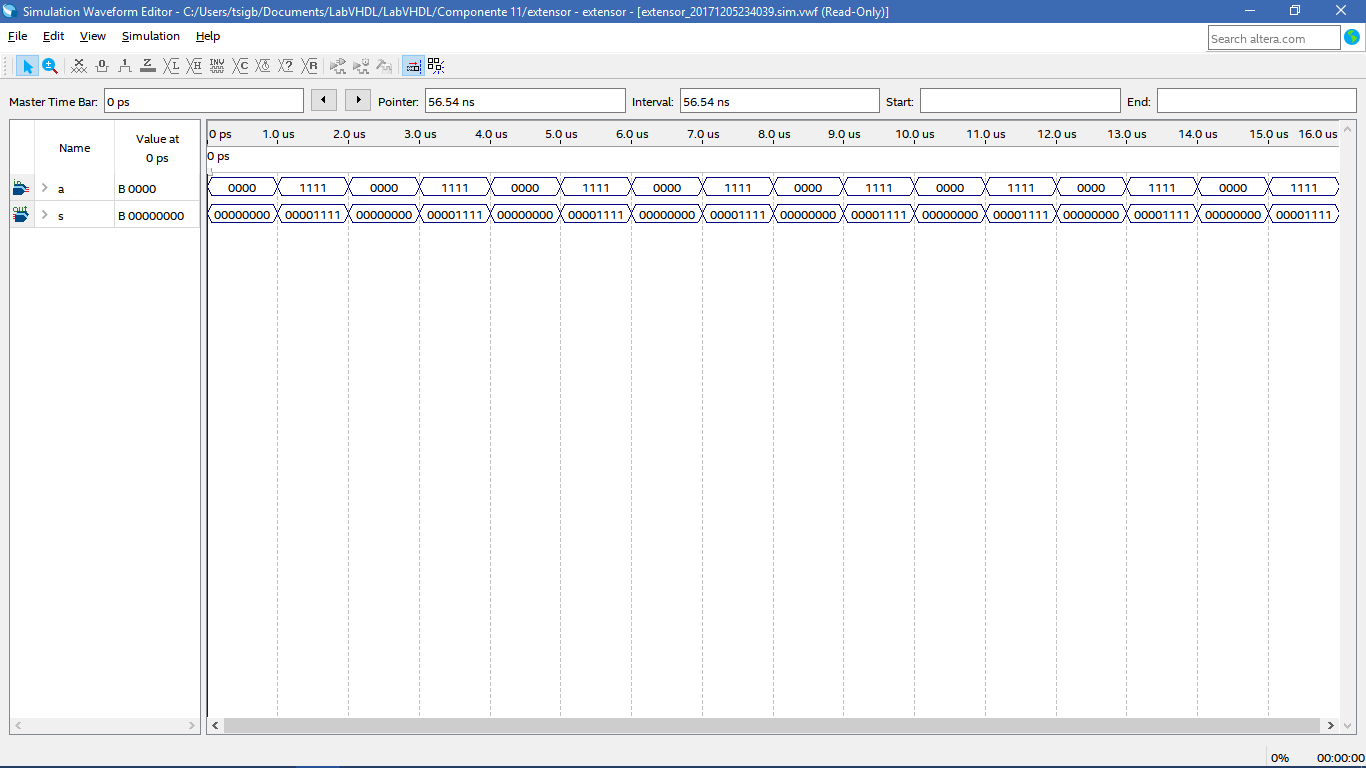 Simulation Waveform Editor - C:/Users/tsigb/Documents/LabVHDL/LabVHDL/Componente 11/extensor - extensor - [extensor_20171205234039.sim.vwf (Read-Only)]
File Edit View Simulation Help
Search altera.com
Master Time Bar: 0 ps Pointer: 56.54 ns Interval: 56.54 ns Start: End:
Name Value at 0 ps
0 ps 1.0 us 2.0 us 3.0 us 4.0 us 5.0 us 6.0 us 7.0 us 8.0 us 9.0 us 10.0 us 11.0 us 12.0 us 13.0 us 14.0 us 15.0 us 16.0 us
0 ps
in a B 0000 0000 1111 0000 1111 0000 1111 0000 1111 0000 1111 0000 1111 0000 1111 0000 1111
out s B 00000000 00000000 00001111 00000000 00001111 00000000 00001111 00000000 00001111 00000000 00001111 00000000 00001111 00000000 00001111 00000000 00001111
0% 00:00:00